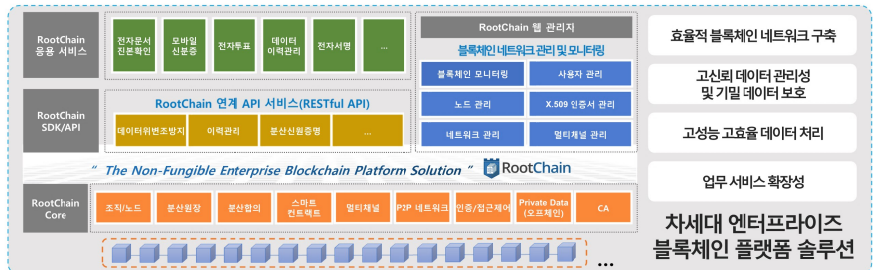 RootChain
응용 서비스
전자문서
진본확인
모바일
신분증
전자투표
데이터
이력관리
전자서명
...
RootChain 웹 관리자
블록체인 네트워크 관리 및 모니터링
블록체인 모니터링
사용자 관리
노드 관리
X.509 인증서 관리
네트워크 관리
멀티채널 관리
RootChain
SDK/API
RootChain 연계 API 서비스(RESTful API)
데이터위변조방지
이력관리
분산신원증명
...
“ The Non-Fungible Enterprise Blockchain Platform Solution ”
RootChain
RootChain
Core
조직/노드
분산원장
분산합의
스마트
컨트랙트
멀티채널
P2P 네트워크
인증/접근제어
Private Data
(오프체인)
CA
...
효율적 블록체인 네트워크 구축
고신뢰 데이터 관리성
및 기밀 데이터 보호
고성능 고효율 데이터 처리
업무 서비스 확장성
차세대 엔터프라이즈
블록체인 플랫폼 솔루션